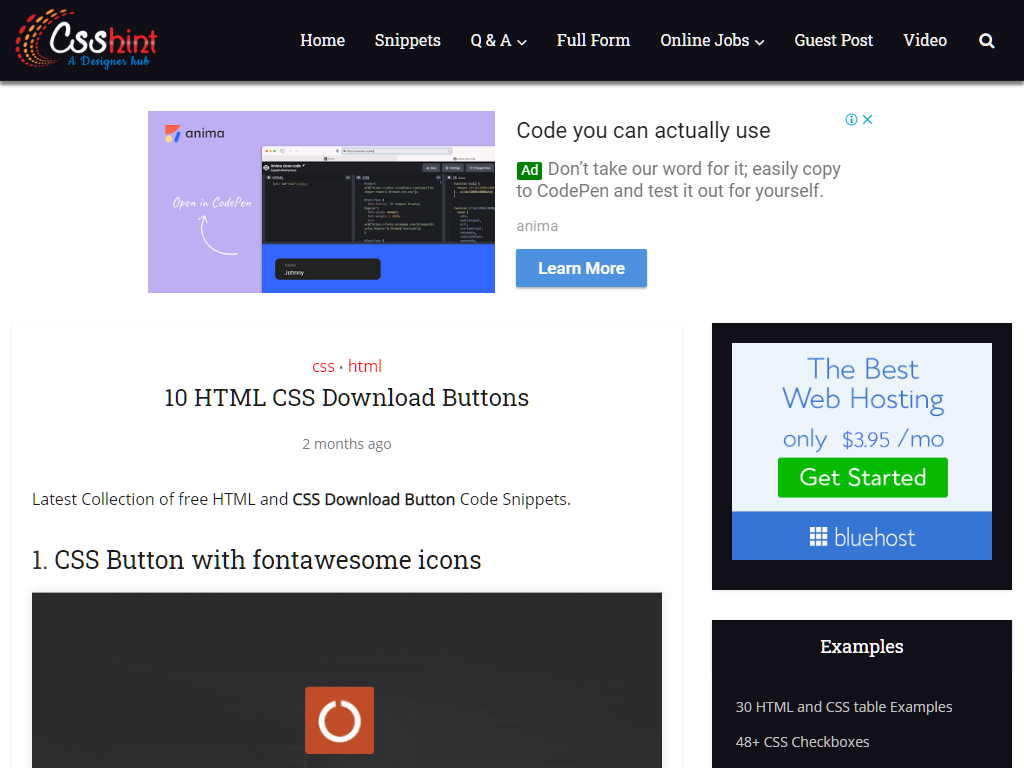 Csshint
A Designer hub
Home
Snippets
Q & A
Full Form
Online Jobs
Guest Post
Video
anima
Open in CodePen
HTML
CSS
JS
Name
Johnny
Code you can actually use
Ad Don’t take our word for it; easily copy
to CodePen and test it out for yourself.
anima
Learn More
css • html
10 HTML CSS Download Buttons
2 months ago
Latest Collection of free HTML and CSS Download Button Code Snippets.
1. CSS Button with fontawesome icons
The Best
Web Hosting
only $3.95 /mo
Get Started
bluehost
Examples
30 HTML and CSS table Examples
48+ CSS Checkboxes